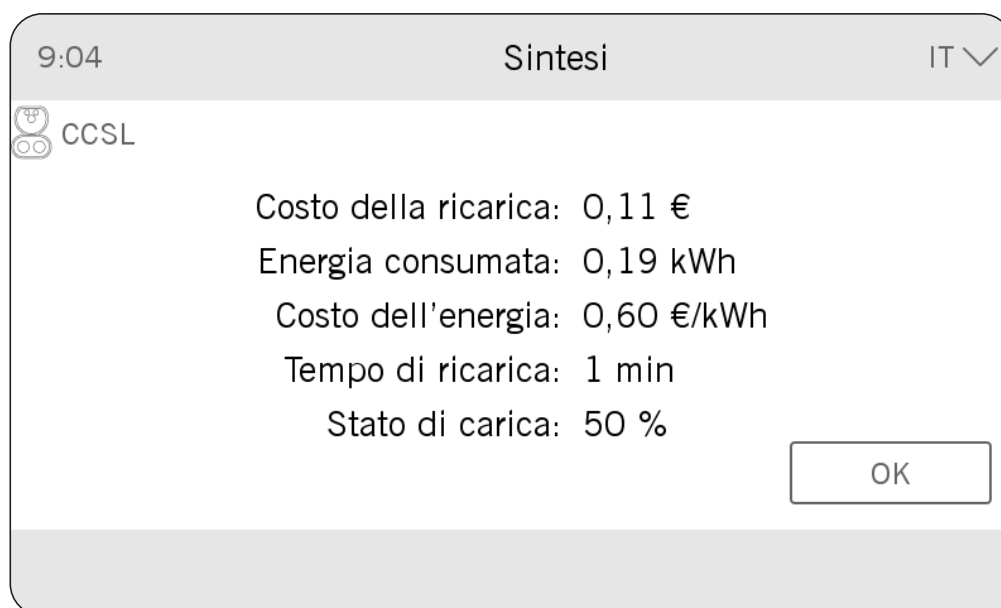 9:04 Sintesi IT
CCSL
Costo della ricarica: 0,11 €
Energia consumata: 0,19 kWh
Costo dell’energia: 0,60 €/kWh
Tempo di ricarica: 1 min
Stato di carica: 50 %
OK